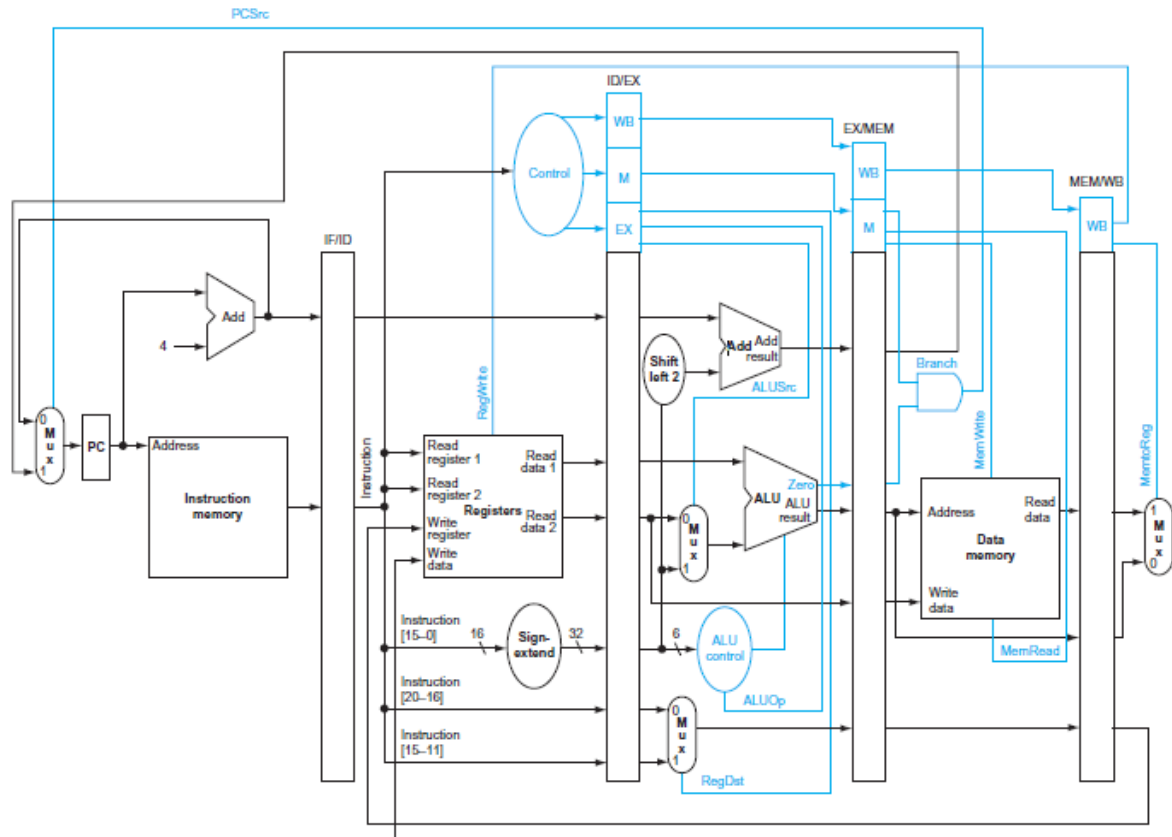 PCSrc
ID/EX
WB
EX/MEM
Control
M
WB
MEM/WB
EX
M
WB
IF/ID
Add
4
Shift
left 2
Add
Add
result
Branch
ALUSrc
RegWrite
MemWrite
MemtoReg
0
M
u
x
1
PC
Address
Instruction
memory
Instruction
Read
register 1
Read
data 1
Read
register 2
Registers
Read
data 2
Write
register
Write
data
0
M
u
x
1
Zero
ALU
ALU
result
Address
Read
data
Data
memory
Write
data
1
M
u
x
0
Instruction
[15–0]
16
Sign-
extend
32
6
ALU
control
MemRead
Instruction
[20–16]
ALUOp
0
M
u
x
1
Instruction
[15–11]
RegDst